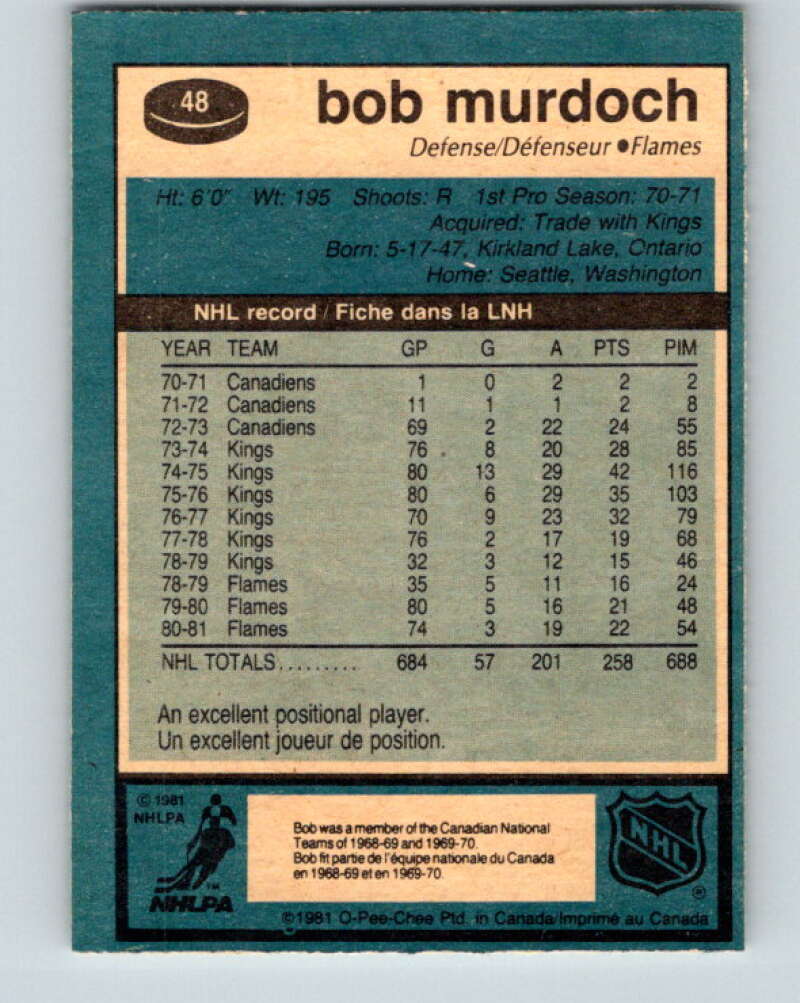 48
bob murdoch
Defense/Défenseur ●Flames
Ht: 6'0" Wt: 195 Shoots: R 1st Pro Season: 70-71
Acquired: Trade with Kings
Born: 5-17-47, Kirkland Lake, Ontario
Home: Seattle, Washington
NHL record / Fiche dans la LNH
YEAR TEAM GP G A PTS PIM
70-71 Canadiens 1 0 2 2 2
71-72 Canadiens 11 1 1 2 8
72-73 Canadiens 69 2 22 24 55
73-74 Kings 76 8 20 28 85
74-75 Kings 80 13 29 42 116
75-76 Kings 80 6 29 35 103
76-77 Kings 70 9 23 32 79
77-78 Kings 76 2 17 19 68
78-79 Kings 32 3 12 15 46
78-79 Flames 35 5 11 16 24
79-80 Flames 80 5 16 21 48
80-81 Flames 74 3 19 22 54
NHL TOTALS......... 684 57 201 258 688
An excellent positional player.
Un excellent joueur de position.
© 1981
NHLPA
TM
NHLPA
Bob was a member of the Canadian National
Teams of 1968-69 and 1969-70.
Bob fit partie de l'équipe nationale du Canada
en 1968-69 et en 1969-70.
NHL
®
©1981 O-Pee-Chee Ptd. in Canada/Imprimé au Canada